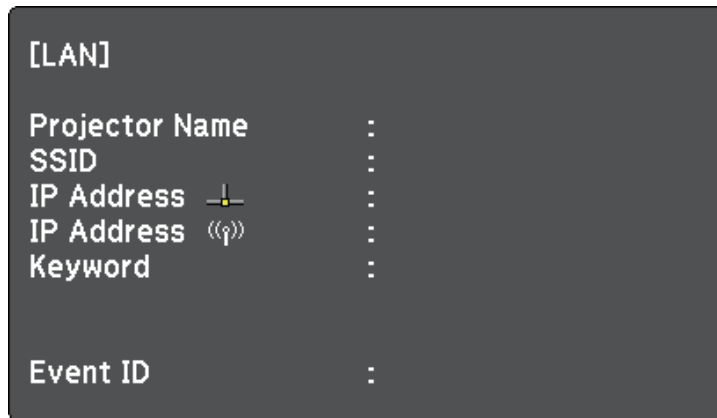 [LAN]
Projector Name :
SSID :
IP Address :
IP Address :
Keyword :
Event ID :